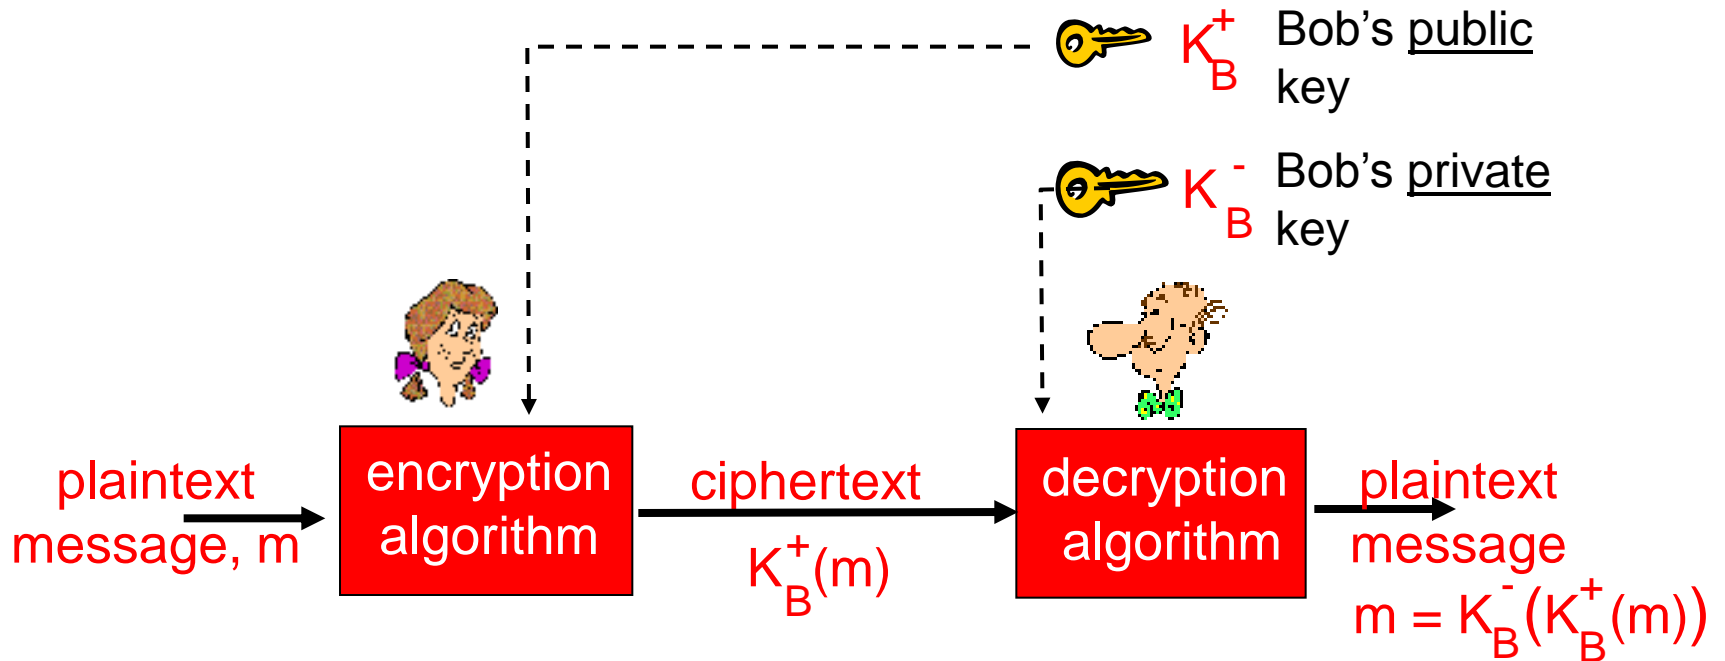 K_B^+ Bob’s public
key
K_B^- Bob’s private
key
plaintext
message, m
encryption
algorithm
ciphertext
K_B^+(m)
decryption
algorithm
plaintext
message
m = K_B^-(K_B^+(m))